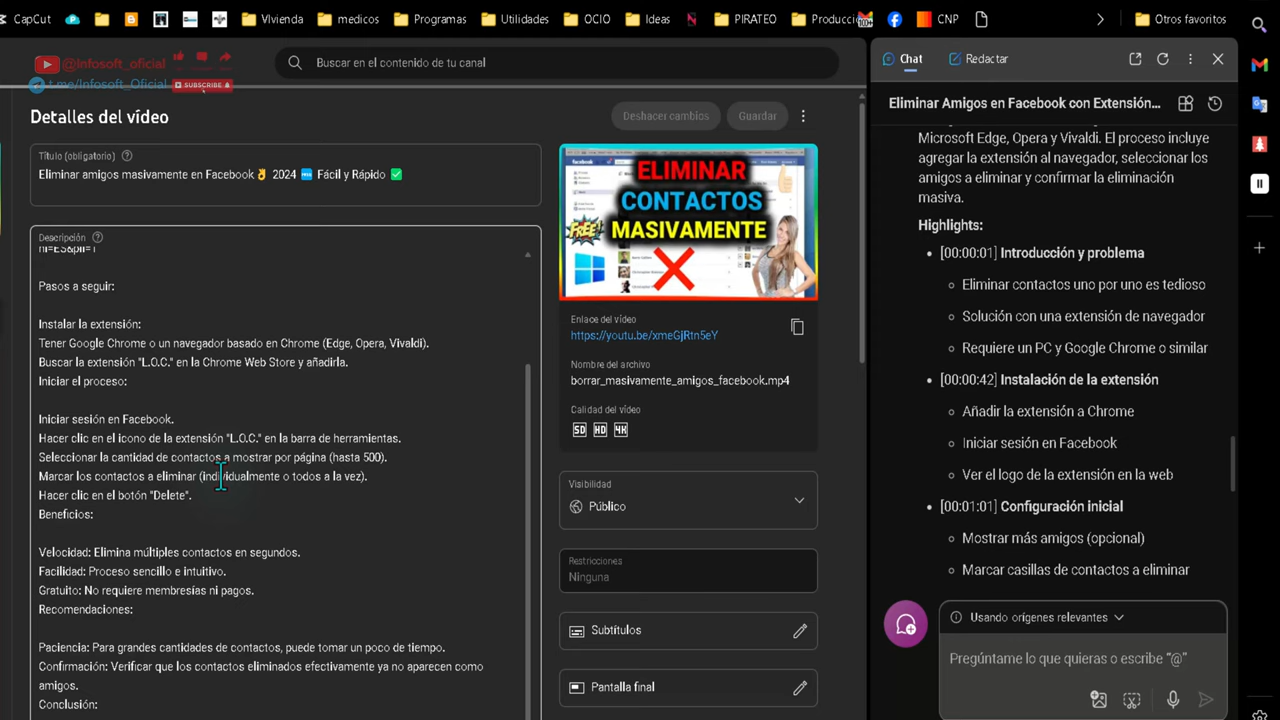 CapCut
VIvienda
medicos
Programas
Utilidades
OCIO
Ideas
PIRATEO
Producci
CNP
Otros favoritos
@Infosoft_oficial
t.me/Infosoft_Oficial
SUBSCRIBE
Buscar en el contenido de tu canal
Detalles del vídeo
Deshacer cambios
Guardar
Título (obligatorio)
Eliminar amigos masivamente en Facebook✌ 2024 🆓 Fácil y Rápido ✅
Descripción
Pasos a seguir:
Instalar la extensión:
Tener Google Chrome o un navegador basado en Chrome (Edge, Opera, Vivaldi).
Buscar la extensión "L.O.C." en la Chrome Web Store y añadirla.
Iniciar el proceso:
Iniciar sesión en Facebook.
Hacer clic en el icono de la extensión "L.O.C." en la barra de herramientas.
Seleccionar la cantidad de contactos a mostrar por página (hasta 500).
Marcar los contactos a eliminar (individualmente o todos a la vez).
Hacer clic en el botón "Delete".
Beneficios:
Velocidad: Elimina múltiples contactos en segundos.
Facilidad: Proceso sencillo e intuitivo.
Gratuito: No requiere membresías ni pagos.
Recomendaciones:
Paciencia: Para grandes cantidades de contactos, puede tomar un poco de tiempo.
Confirmación: Verificar que los contactos eliminados efectivamente ya no aparecen como
amigos.
Conclusión:
ELIMINAR
CONTACTOS
MASIVAMENTE
FREE!
Enlace del vídeo
https://youtu.be/xmeGjRtn5eY
Nombre del archivo
borrar_masivamente_amigos_facebook.mp4
Calidad del vídeo
SD HD 4K
Visibilidad
Público
Restricciones
Ninguna
Subtítulos
Pantalla final
Chat
Redactar
Eliminar Amigos en Facebook con Extensión...
Microsoft Edge, Opera y Vivaldi. El proceso incluye
agregar la extensión al navegador, seleccionar los
amigos a eliminar y confirmar la eliminación
masiva.
Highlights:
[00:00:01] Introducción y problema
Eliminar contactos uno por uno es tedioso
Solución con una extensión de navegador
Requiere un PC y Google Chrome o similar
[00:00:42] Instalación de la extensión
Añadir la extensión a Chrome
Iniciar sesión en Facebook
Ver el logo de la extensión en la web
[00:01:01] Configuración inicial
Mostrar más amigos (opcional)
Marcar casillas de contactos a eliminar
Usando orígenes relevantes
Pregúntame lo que quieras o escribe "@"